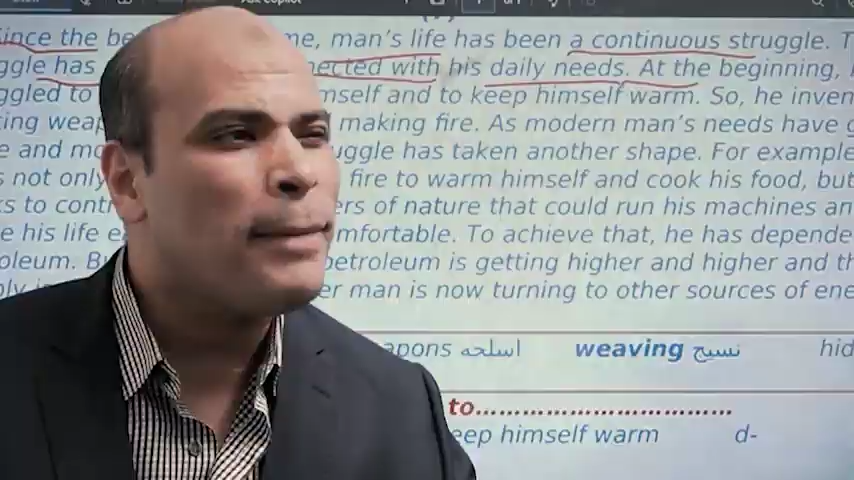 ince the be me, man's life has been a continuous struggle. T
ggle has nected with his daily needs. At the beginning,
ggled to mself and to keep himself warm. So, he inven
ing weap making fire. As modern man's needs have g
e and mo uggle has taken another shape. For example
s not only fire to warm himself and cook his food, but
ks to contr ers of nature that could run his machines an
e his life e mfortable. To achieve that, he has depende
oleum. Bu petroleum is getting higher and higher and th
ply i er man is now turning to other sources of ene
apons اسلحه weaving نسيج hid
to..............................
eep himself warm d-